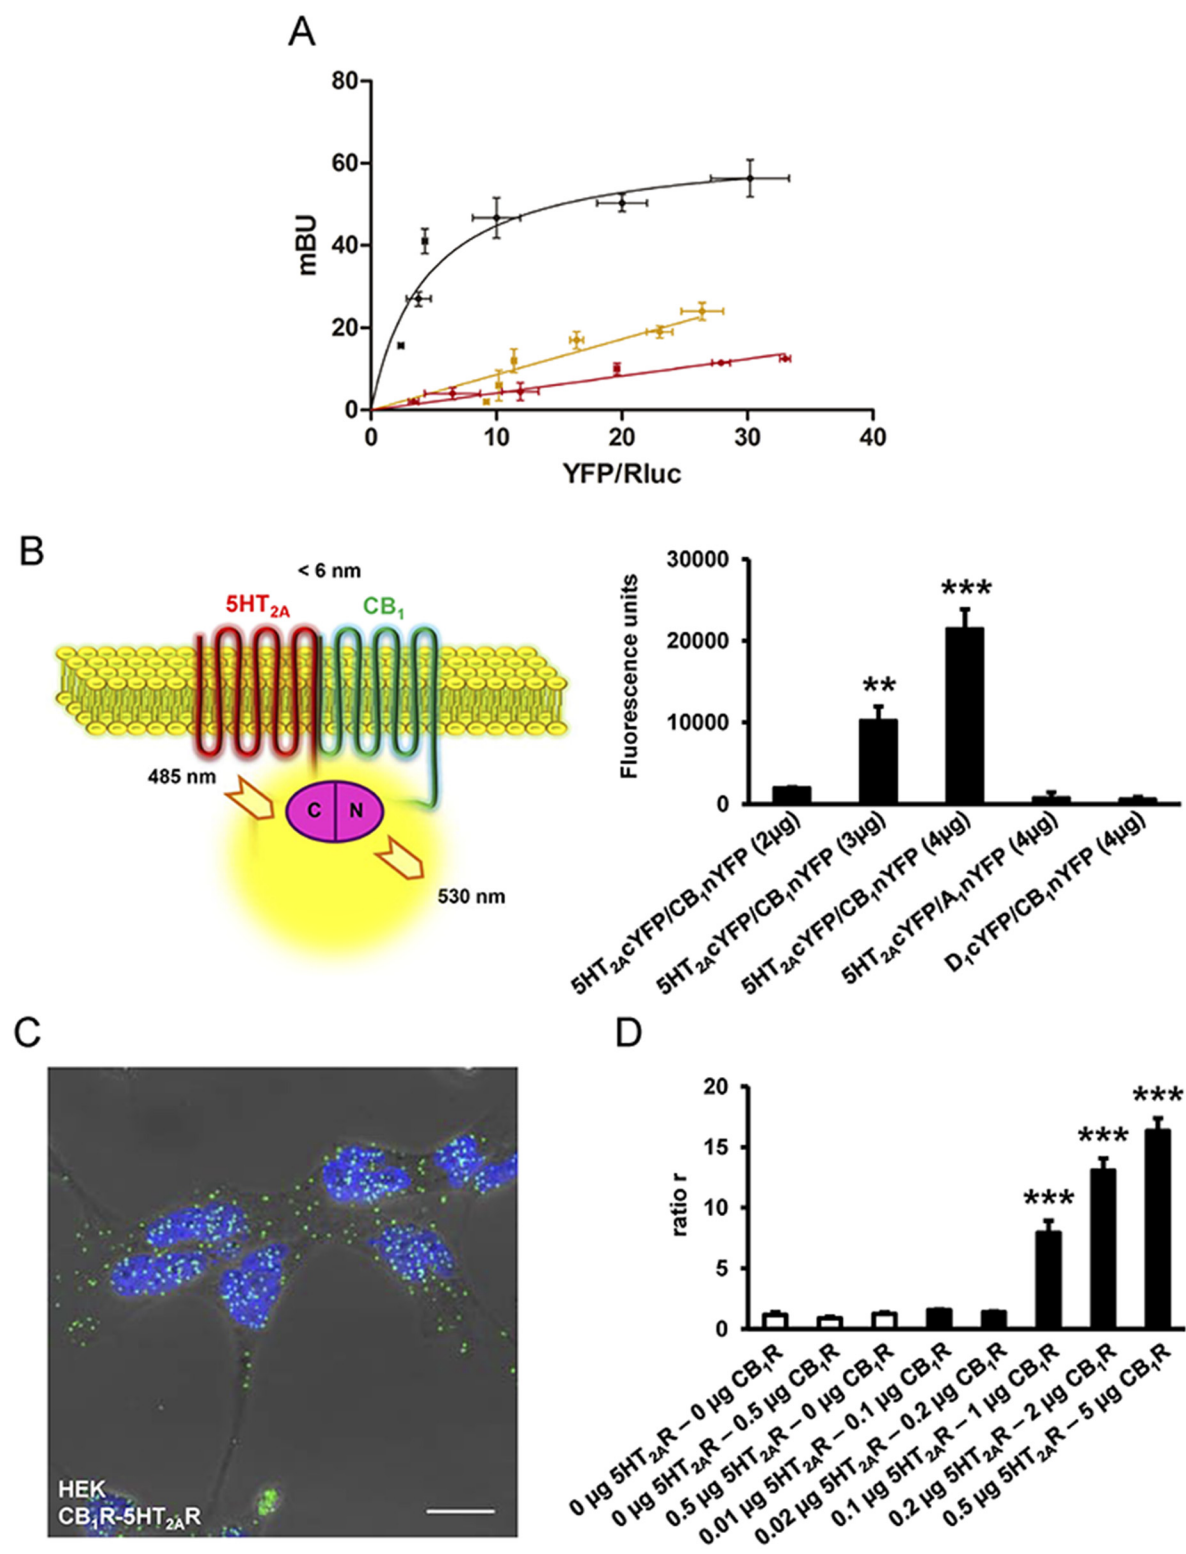 A
80
60
40
20
0
mBU
0 10 20 30 40
YFP/Rluc
B
< 6 nm
5HT2A CB1
485 nm
C N
530 nm
Fluorescence units
30000
20000
10000
0
**
***
5HT2AcYFP/CB1nYFP (2μg)
5HT2AcYFP/CB1nYFP (3μg)
5HT2AcYFP/CB1nYFP (4μg)
5HT2AcYFP/A1nYFP (4μg)
D1cYFP/CB1nYFP (4μg)
C
HEK
CB1R-5HT2AR
D
ratio r
20
15
10
5
0
***
***
***
0 μg 5HT2AR – 0 μg CB1R
0 μg 5HT2AR – 0.5 μg CB1R
0.5 μg 5HT2AR – 0 μg CB1R
0.01 μg 5HT2AR – 0.1 μg CB1R
0.02 μg 5HT2AR – 0.2 μg CB1R
0.1 μg 5HT2AR – 1 μg CB1R
0.2 μg 5HT2AR – 2 μg CB1R
0.5 μg 5HT2AR – 5 μg CB1R